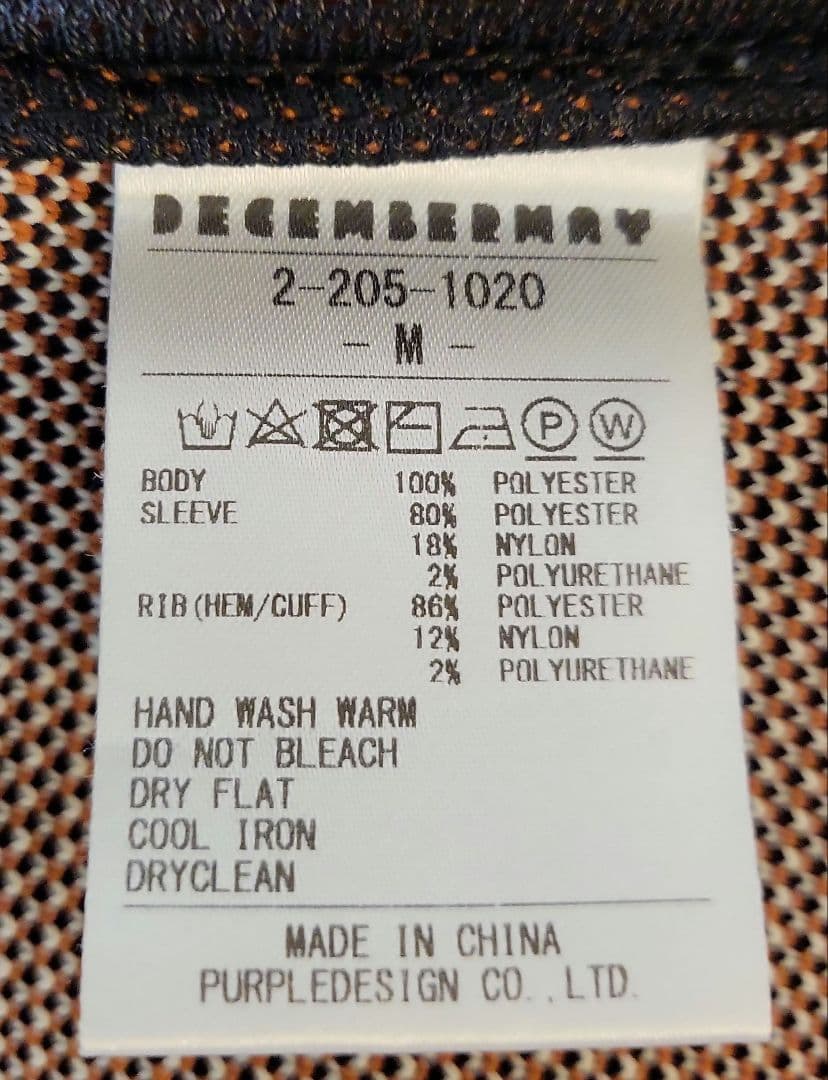 DECEMBERMAY
2-205-1020
- M -
P W
BODY 100% POLYESTER
SLEEVE 80% POLYESTER
18% NYLON
2% POLYURETHANE
RIB(HEM/CUFF) 86% POLYESTER
12% NYLON
2% POLYURETHANE
HAND WASH WARM
DO NOT BLEACH
DRY FLAT
COOL IRON
DRYCLEAN
MADE IN CHINA
PURPLEDESIGN CO.,LTD.